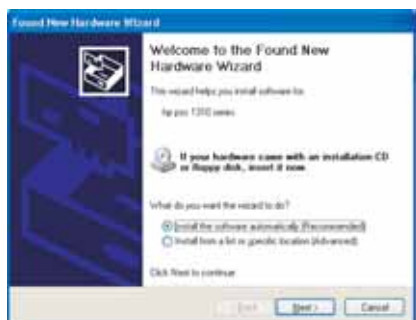 Found New Hardware Wizard
Welcome to the Found New
Hardware Wizard
This wizard helps you install software for:
hp psc 1200 series
If your hardware came with an installation CD
or floppy disk, insert it now.
What do you want the wizard to do?
Install the software automatically (Recommended)
Install from a list or specific location (Advanced)
Click Next to continue.
< Back
Next >
Cancel